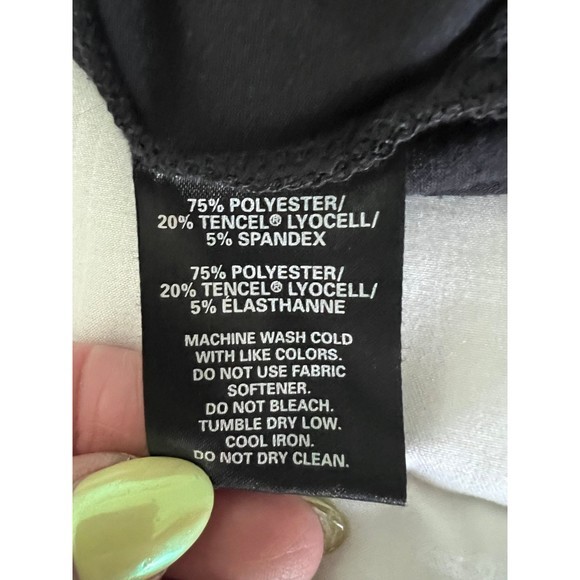 75% POLYESTER/
20% TENCEL® LYOCELL/
5% SPANDEX
75% POLYESTER/
20% TENCEL® LYOCELL/
5% ÉLASTHANNE
MACHINE WASH COLD
WITH LIKE COLORS.
DO NOT USE FABRIC
SOFTENER.
DO NOT BLEACH.
TUMBLE DRY LOW.
COOL IRON.
DO NOT DRY CLEAN.